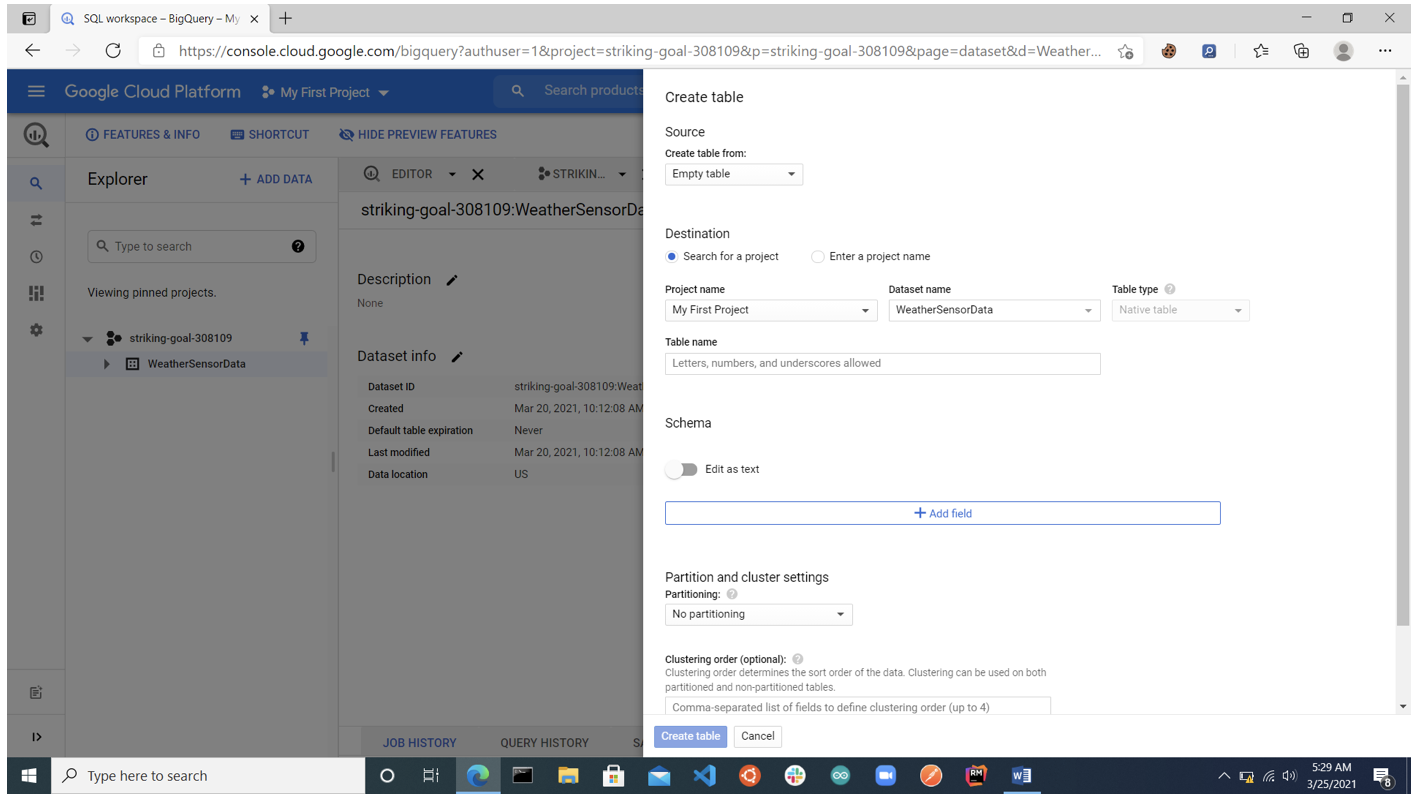 SQL workspace – BigQuery – My
https://console.cloud.google.com/bigquery?authuser=1&project=striking-goal-308109&p=striking-goal-308109&page=dataset&d=Weather...
Google Cloud Platform
My First Project
Search products
FEATURES & INFO
SHORTCUT
HIDE PREVIEW FEATURES
Explorer
+ ADD DATA
Type to search
Viewing pinned projects.
striking-goal-308109
WeatherSensorData
EDITOR
STRIKIN...
striking-goal-308109:WeatherSensorDa
Description
None
Dataset info
Dataset ID striking-goal-308109:Weat
Created Mar 20, 2021, 10:12:08 AM
Default table expiration Never
Last modified Mar 20, 2021, 10:12:08 AM
Data location US
JOB HISTORY
QUERY HISTORY
SA
Create table
Source
Create table from:
Empty table
Destination
Search for a project
Enter a project name
Project name
Dataset name
Table type
My First Project
WeatherSensorData
Native table
Table name
Letters, numbers, and underscores allowed
Schema
Edit as text
+ Add field
Partition and cluster settings
Partitioning:
No partitioning
Clustering order (optional):
Clustering order determines the sort order of the data. Clustering can be used on both
partitioned and non-partitioned tables.
Comma-separated list of fields to define clustering order (up to 4)
Create table
Cancel
Type here to search
RM
5:29 AM
3/25/2021
8